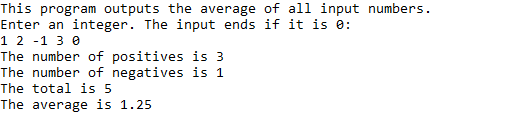 This program outputs the average of all input numbers.
Enter an integer. The input ends if it is 0:
1 2 -1 3 0
The number of positives is 3
The number of negatives is 1
The total is 5
The average is 1.25